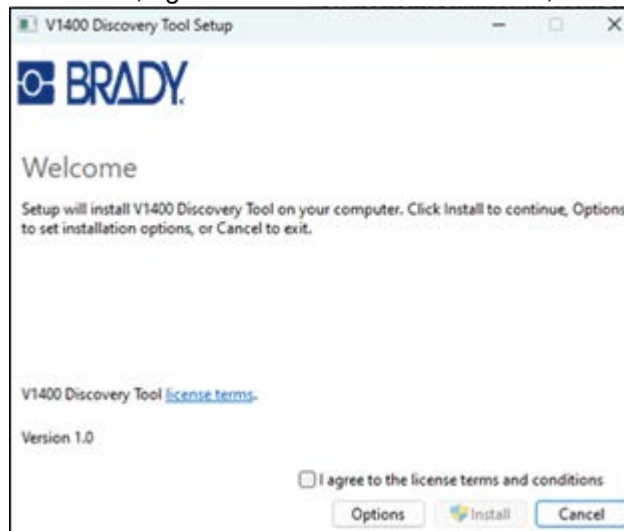 V1400 Discovery Tool Setup
BRADY.
Welcome
Setup will install V1400 Discovery Tool on your computer. Click Install to continue, Options
to set installation options, or Cancel to exit.
V1400 Discovery Tool license terms.
Version 1.0
I agree to the license terms and conditions
Options Install Cancel